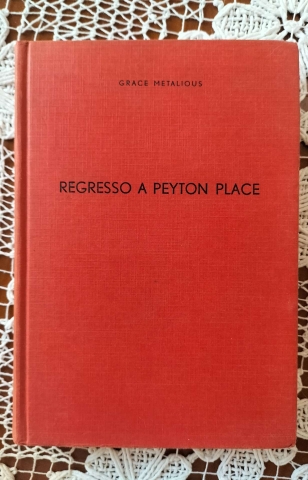 GRACE METALIOUS
REGRESSO A PEYTON PLACE